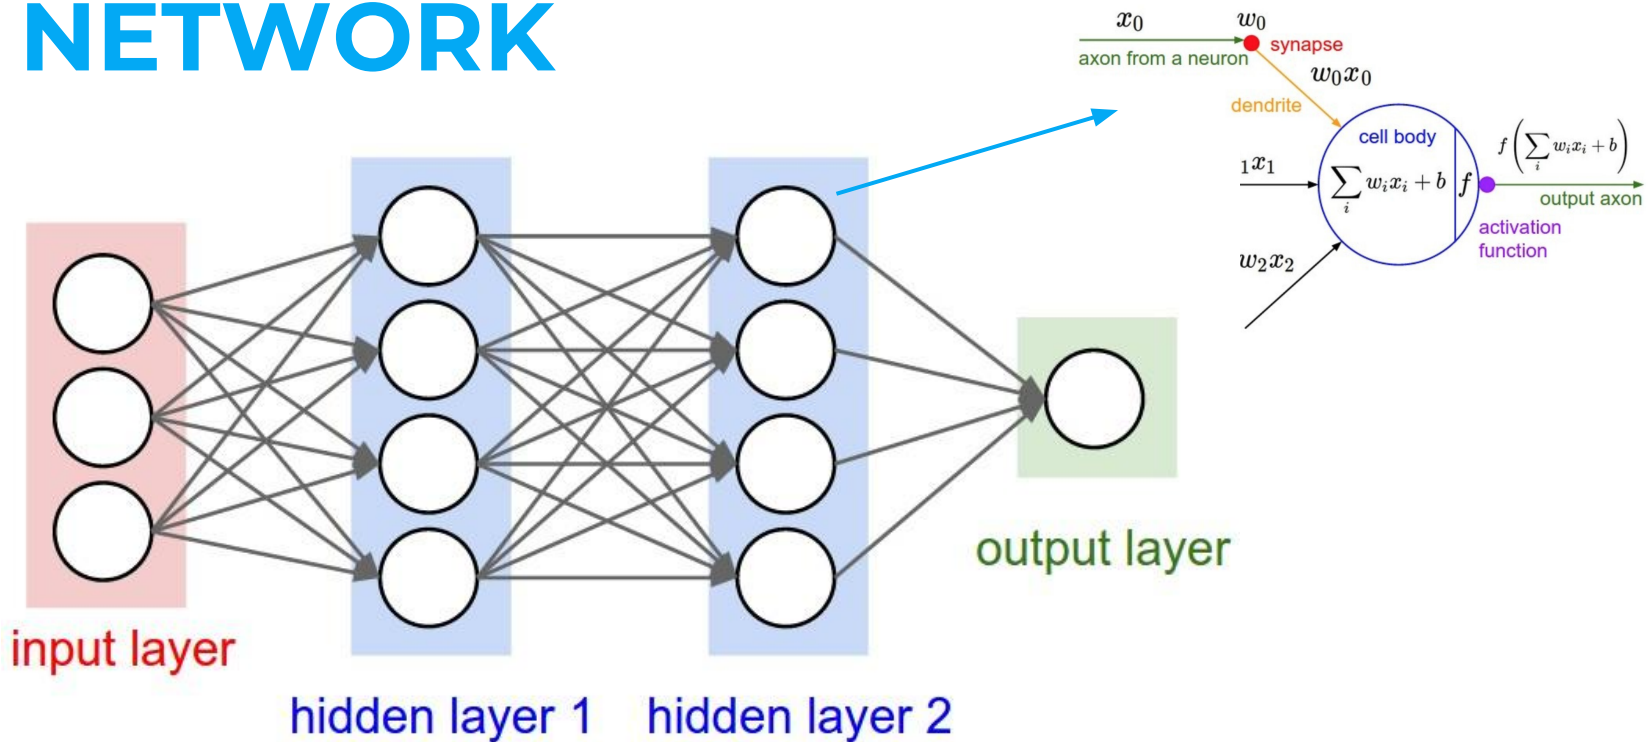 NETWORK
x₀
w₀
synapse
axon from a neuron
w₀x₀
dendrite
cell body
f(∑ᵢ wᵢxᵢ + b)
₁x₁
∑ᵢ wᵢxᵢ + b
f
output axon
activation
function
w₂x₂
output layer
input layer
hidden layer 1
hidden layer 2